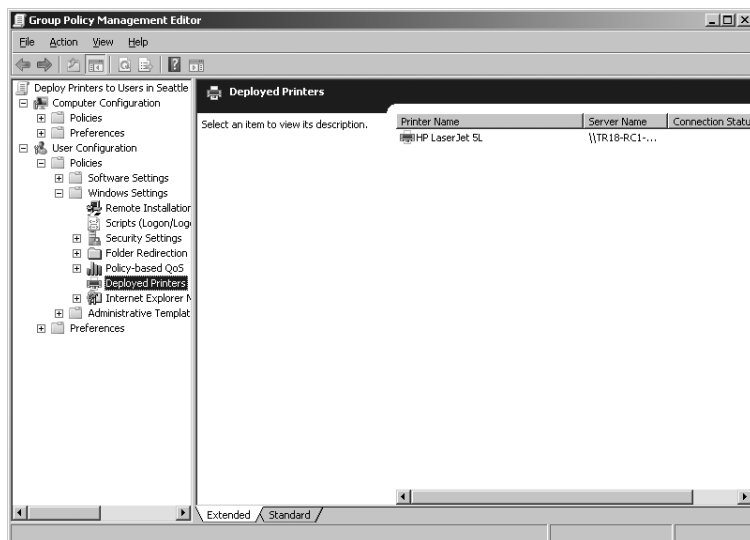 Group Policy Management Editor
File Action View Help
Deploy Printers to Users in Seattle
Computer Configuration
Policies
Preferences
User Configuration
Policies
Software Settings
Windows Settings
Remote Installation
Scripts (Logon/Log
Security Settings
Folder Redirection
Policy-based QoS
Deployed Printers
Internet Explorer M
Administrative Templat
Preferences
Deployed Printers
Select an item to view its description.
Printer Name Server Name Connection Statu
HP LaserJet 5L \\TR18-RC1-...
Extended Standard